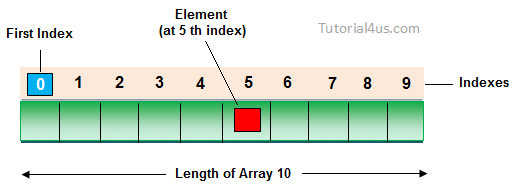 Element
(at 5 th index)
Tutorial4us.com
First Index
0 1 2 3 4 5 6 7 8 9
Indexes
Length of Array 10